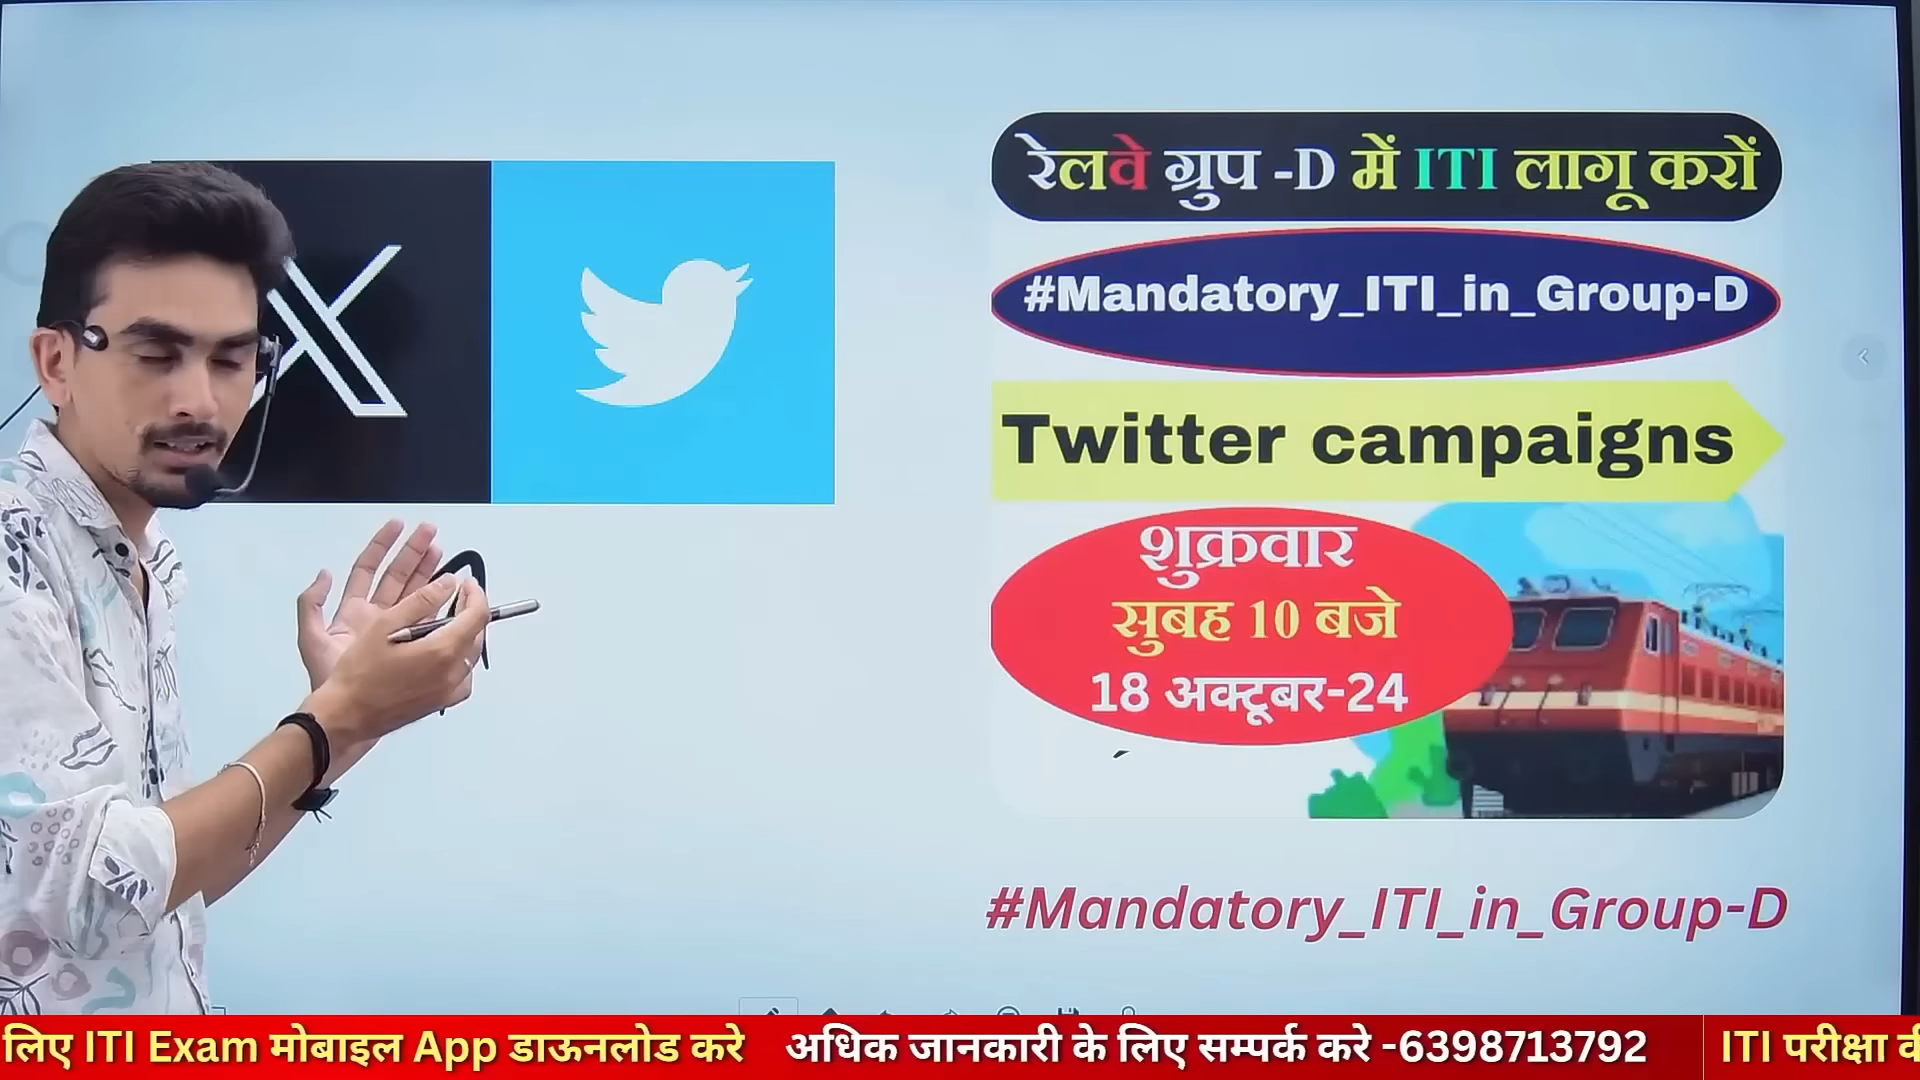 रेलवे ग्रुप -D में ITI लागू करों
#Mandatory_ITI_in_Group-D
Twitter campaigns
शुक्रवार
सुबह 10 बजे
18 अक्टूबर-24
#Mandatory_ITI_in_Group-D
लिए ITI Exam मोबाइल App डाऊनलोड करे अधिक जानकारी के लिए सम्पर्क करे -6398713792 ITI परीक्षा की